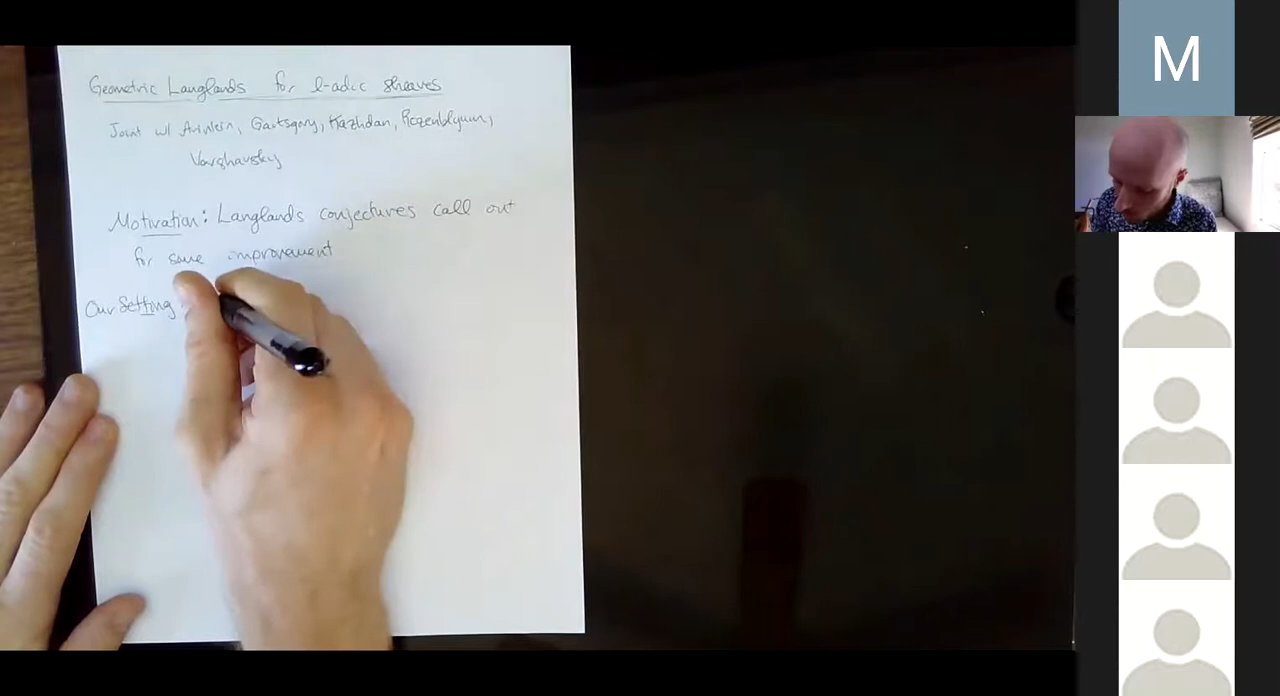 Geometric Langlands for l-adic sheaves
Joint w/ Arinkin, Gaitsgory, Kazhdan, Rozenblyum,
Varshavsky
Motivation: Langlands conjectures call out
for some improvement
Our Setting
M